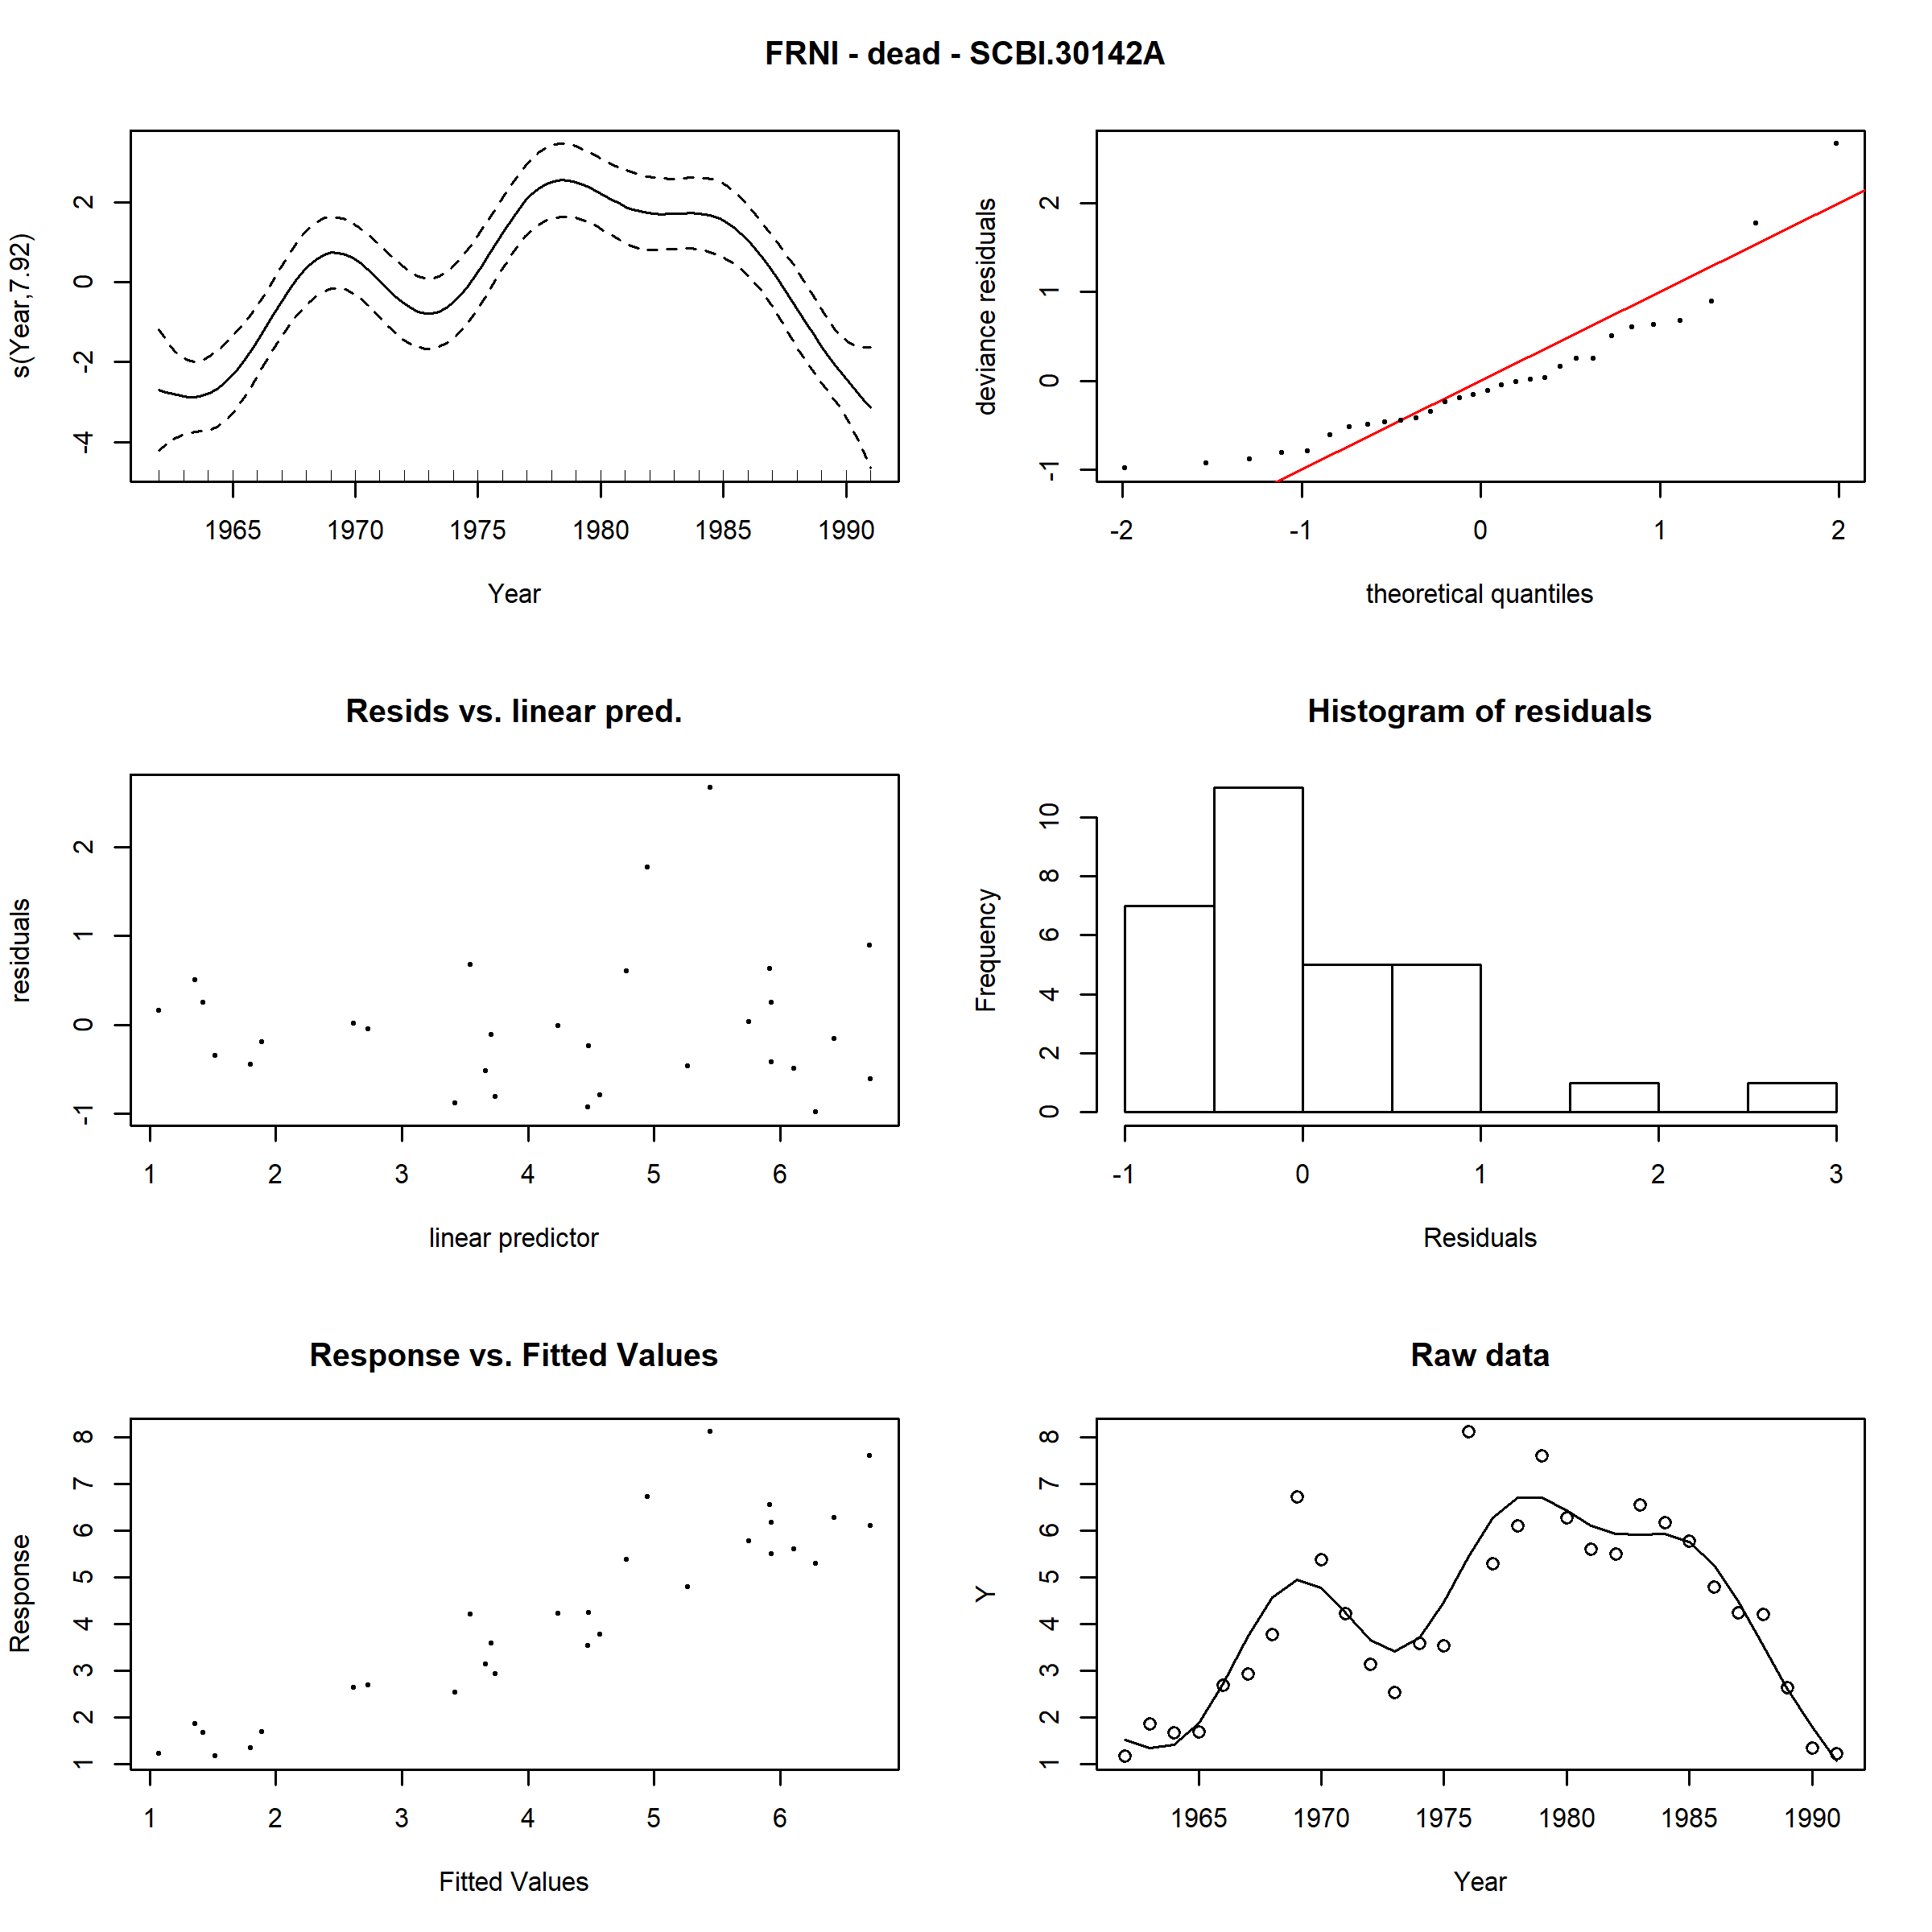 FRNI - dead - SCBI.30142A
s(Year,7.92)
2
0
-2
-4
1965 1970 1975 1980 1985 1990
Year
deviance residuals
2
1
0
-1
-2 -1 0 1 2
theoretical quantiles
Resids vs. linear pred.
residuals
2
1
0
-1
1 2 3 4 5 6
linear predictor
Histogram of residuals
Frequency
10
8
6
4
2
0
-1 0 1 2 3
Residuals
Response vs. Fitted Values
Response
8
7
6
5
4
3
2
1
1 2 3 4 5 6
Fitted Values
Raw data
Y
8
7
6
5
4
3
2
1
1965 1970 1975 1980 1985 1990
Year